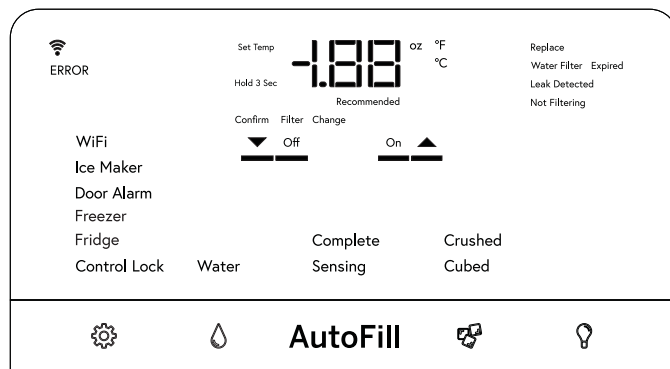 Set Temp -1.88 oz °F
ERROR °C
Hold 3 Sec
Recommended
Replace
Water Filter Expired
Leak Detected
Not Filtering
Confirm Filter Change
Off On
WiFi
Ice Maker
Door Alarm
Freezer
Fridge Complete Crushed
Control Lock Water Sensing Cubed
AutoFill